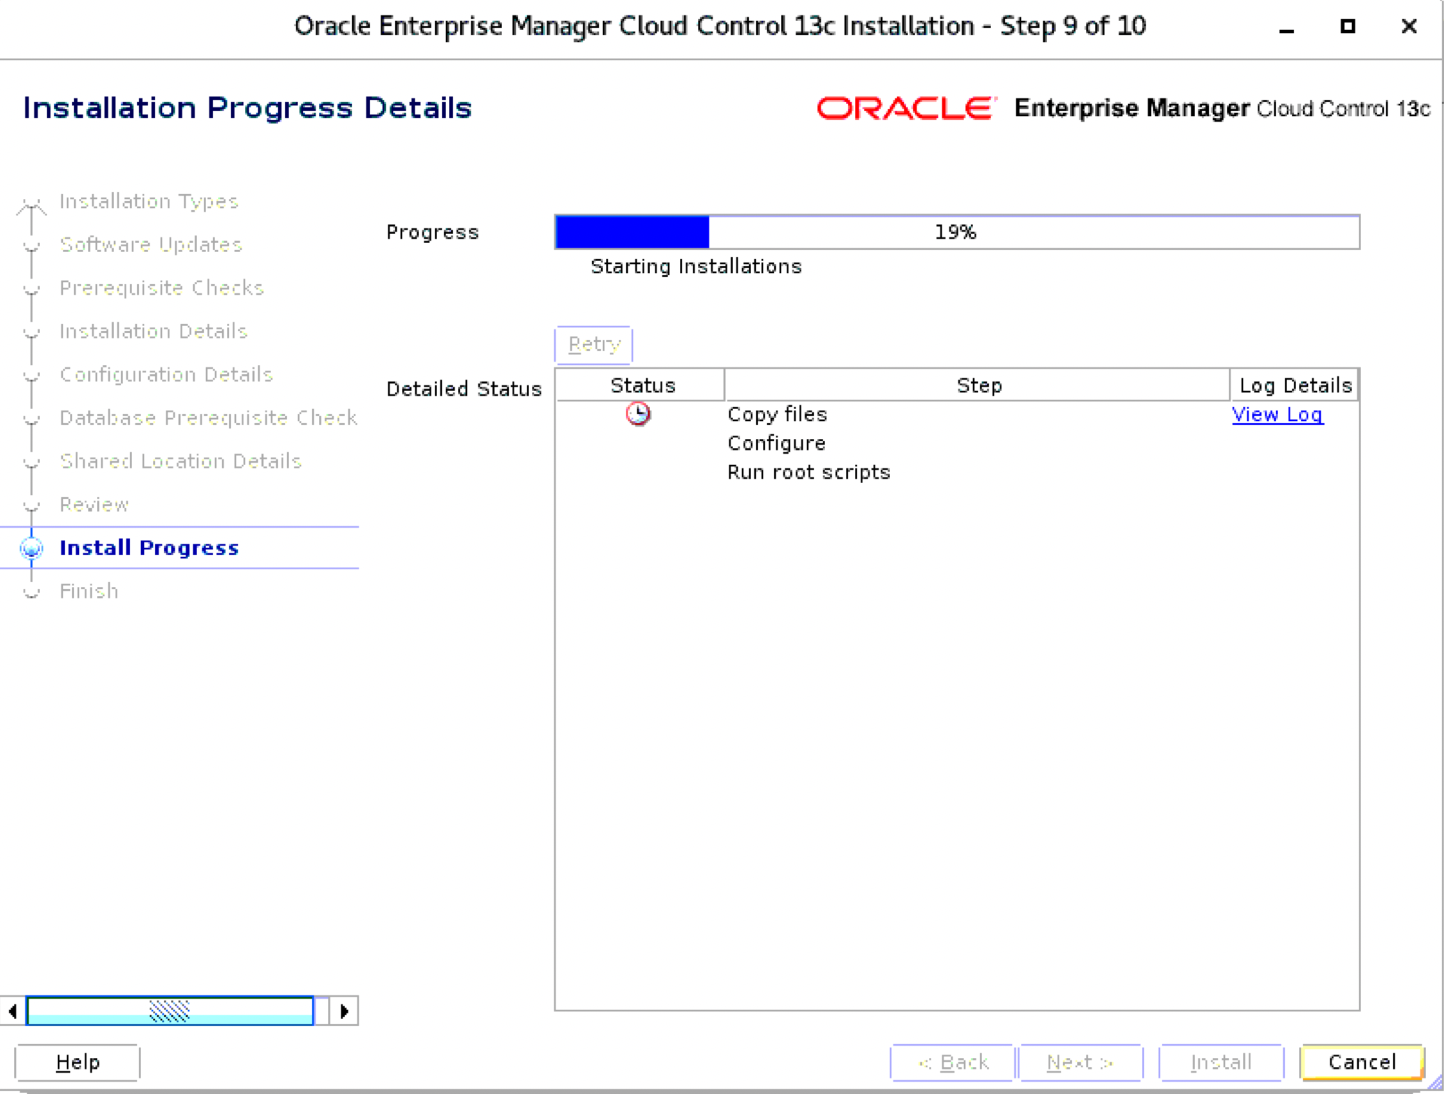 Oracle Enterprise Manager Cloud Control 13c Installation - Step 9 of 10
Installation Progress Details
ORACLE Enterprise Manager Cloud Control 13c
Installation Types
Software Updates
Prerequisite Checks
Installation Details
Configuration Details
Database Prerequisite Check
Shared Location Details
Review
Install Progress
Finish
Progress
19%
Starting Installations
Retry
Detailed Status
Status Step Log Details
Copy files View Log
Configure
Run root scripts
Help
< Back
Next >
Install
Cancel